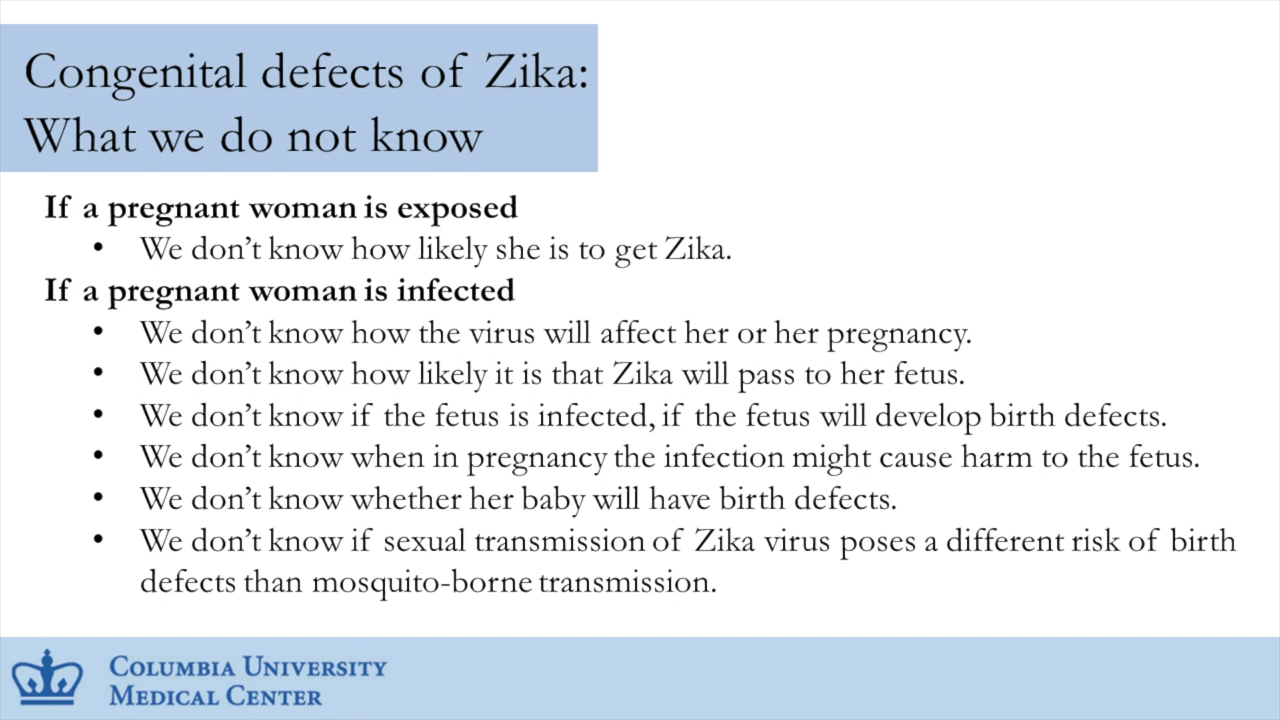 Congenital defects of Zika:
What we do not know
If a pregnant woman is exposed
• We don’t know how likely she is to get Zika.
If a pregnant woman is infected
• We don’t know how the virus will affect her or her pregnancy.
• We don’t know how likely it is that Zika will pass to her fetus.
• We don’t know if the fetus is infected, if the fetus will develop birth defects.
• We don’t know when in pregnancy the infection might cause harm to the fetus.
• We don’t know whether her baby will have birth defects.
• We don’t know if sexual transmission of Zika virus poses a different risk of birth
defects than mosquito-borne transmission.
COLUMBIA UNIVERSITY
MEDICAL CENTER